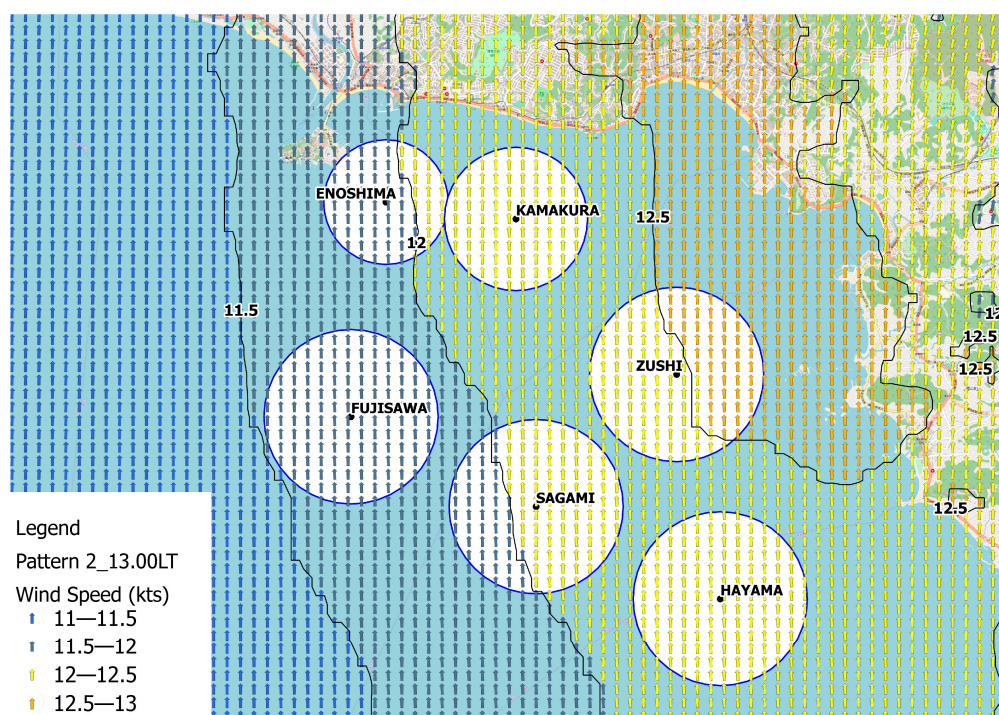 ENOSHIMA
KAMAKURA
12.5
12
11.5
12
12.5
ZUSHI
12.5
FUJISAWA
SAGAMI
12.5
HAYAMA
Legend
Pattern 2_13.00LT
Wind Speed (kts)
11—11.5
11.5—12
12—12.5
12.5—13